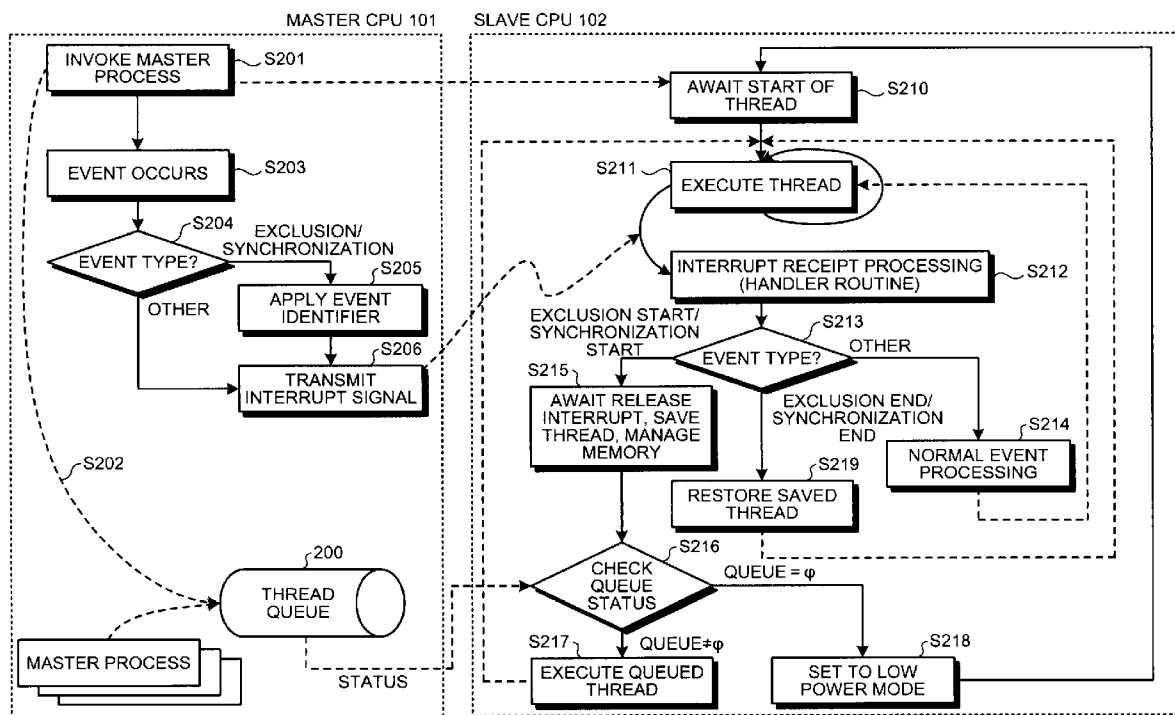 MASTER CPU 101
SLAVE CPU 102
INVOKE MASTER
PROCESS
S201
AWAIT START OF
THREAD
S210
EVENT OCCURS
S203
S211
EXECUTE THREAD
S204
EVENT TYPE?
EXCLUSION/
SYNCHRONIZATION
S205
APPLY EVENT
IDENTIFIER
OTHER
S206
TRANSMIT
INTERRUPT SIGNAL
INTERRUPT RECEIPT PROCESSING
(HANDLER ROUTINE)
S212
EXCLUSION START/
SYNCHRONIZATION
START
S213
EVENT TYPE?
OTHER
S215
AWAIT RELEASE
INTERRUPT, SAVE
THREAD, MANAGE
MEMORY
EXCLUSION END/
SYNCHRONIZATION
END
S214
NORMAL EVENT
PROCESSING
S202
S219
RESTORE SAVED
THREAD
200
THREAD
QUEUE
S216
CHECK
QUEUE
STATUS
QUEUE = φ
QUEUE≠φ
S217
EXECUTE QUEUED
THREAD
S218
SET TO LOW
POWER MODE
MASTER PROCESS
STATUS